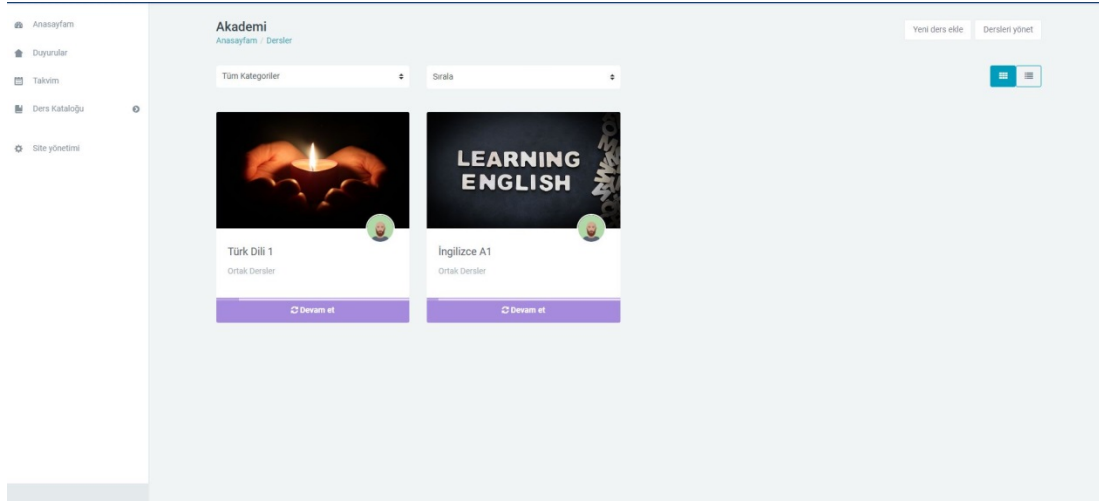 Anasayfam
Duyurular
Takvim
Ders Kataloğu
Site yönetimi
Akademi
Anasayfam / Dersler
Yeni ders ekle
Dersleri yönet
Tüm Kategoriler
Sırala
LEARNING
ENGLISH
Türk Dili 1
Ortak Dersler
Devam et
İngilizce A1
Ortak Dersler
Devam et